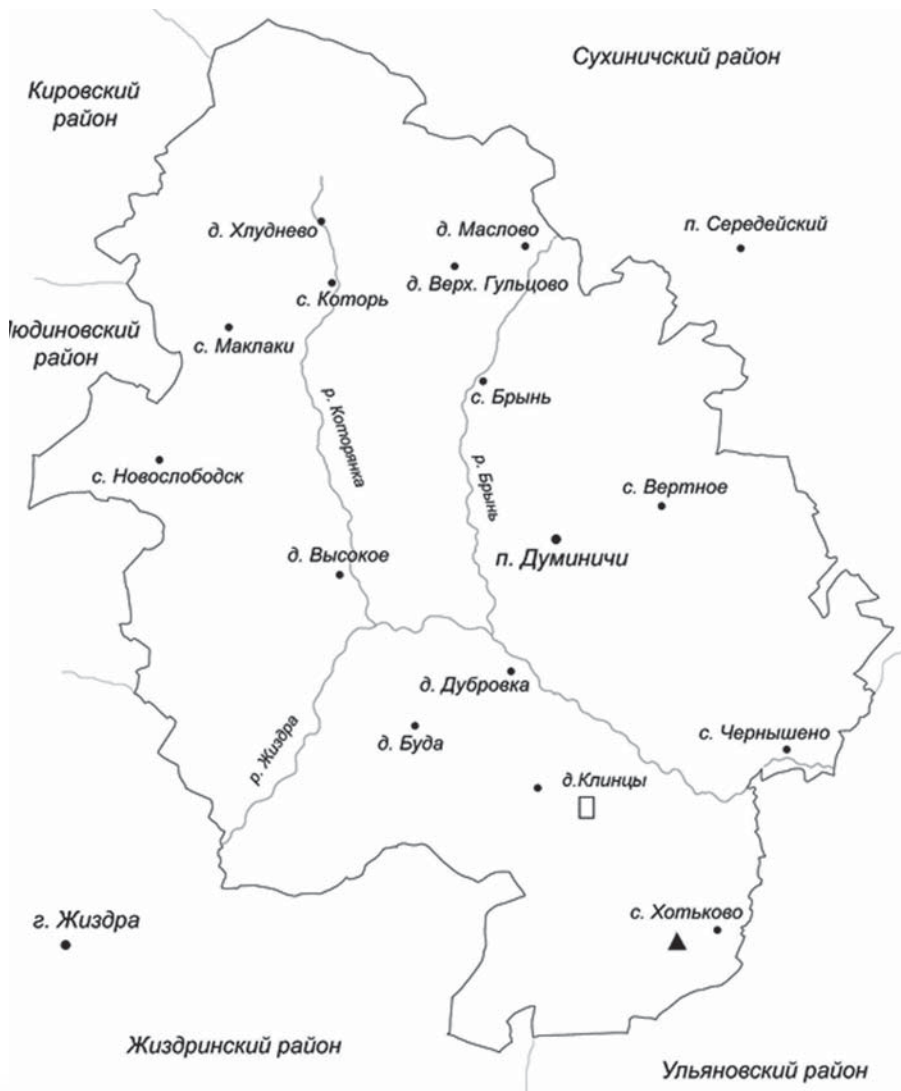 Сухиничский район
Кировский
район
д. Хлуднево
д. Маслово
п. Середейский
д. Верх. Гульцово
с. Которь
юдиновский
район
с. Маклаки
с. Брынь
р. Которянка
р. Брынь
с. Новослободск
с. Вертное
д. Высокое
п. Думиничи
д. Дубровка
р. Жиздра
д. Буда
с. Чернышено
д.Клинцы
с. Хотьково
г. Жиздра
Жиздринский район
Ульяновский район